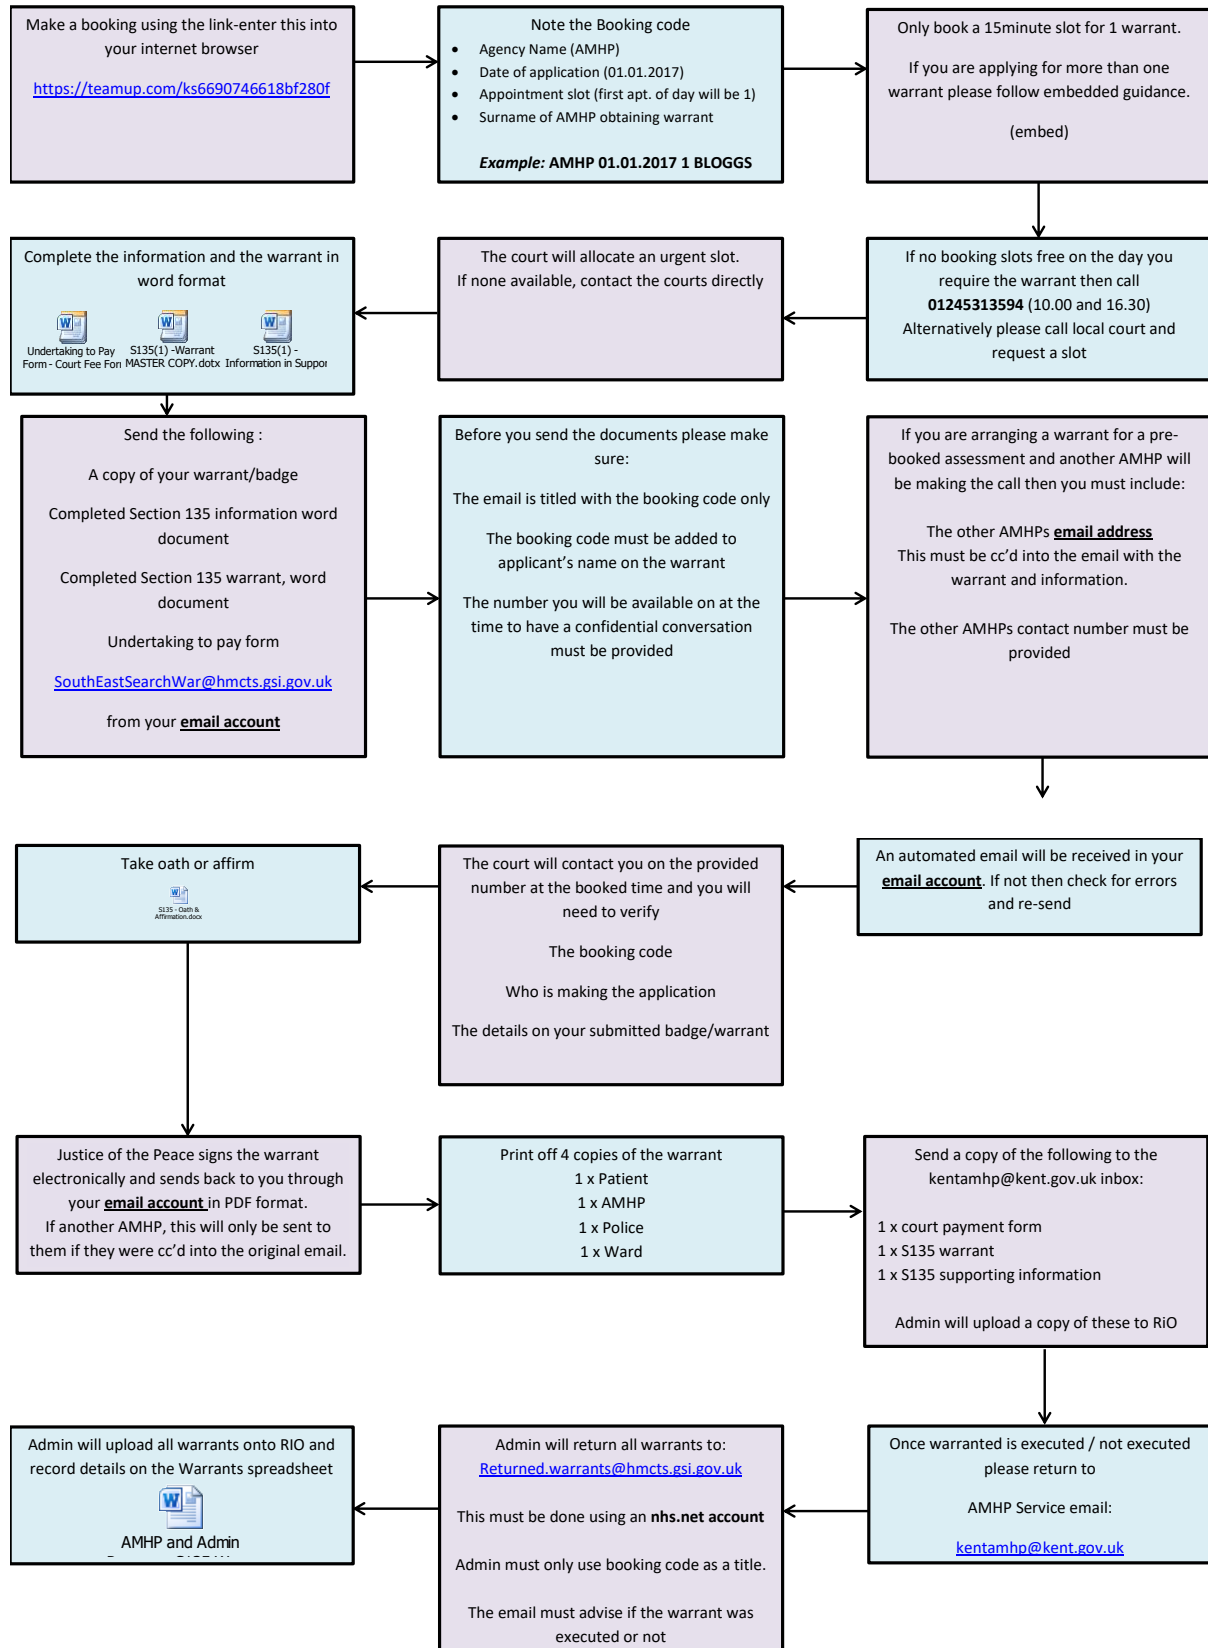 Make a booking using the link-enter this into
your internet browser
https://teamup.com/ks6690746618bf280f
Note the Booking code
• Agency Name (AMHP)
• Date of application (01.01.2017)
• Appointment slot (first apt. of day will be 1)
• Surname of AMHP obtaining warrant
Example: AMHP 01.01.2017 1 BLOGGS
Only book a 15minute slot for 1 warrant.
If you are applying for more than one
warrant please follow embedded guidance.
(embed)
If no booking slots free on the day you
require the warrant then call
01245313594 (10.00 and 16.30)
Alternatively please call local court and
request a slot
The court will allocate an urgent slot.
If none available, contact the courts directly
Complete the information and the warrant in
word format
Undertaking to Pay
Form - Court Fee Forı
S135(1) -Warrant
MASTER COPY.dotx
S135(1) -
Information in Suppor
Send the following :
A copy of your warrant/badge
Completed Section 135 information word
document
Completed Section 135 warrant, word
document
Undertaking to pay form
SouthEastSearchWar@hmcts.gsi.gov.uk
from your email account
Before you send the documents please make
sure:
The email is titled with the booking code only
The booking code must be added to
applicant's name on the warrant
The number you will be available on at the
time to have a confidential conversation
must be provided
If you are arranging a warrant for a pre-
booked assessment and another AMHP will
be making the call then you must include:
The other AMHPs email address
This must be cc'd into the email with the
warrant and information.
The other AMHPs contact number must be
provided
An automated email will be received in your
email account. If not then check for errors
and re-send
The court will contact you on the provided
number at the booked time and you will
need to verify
The booking code
Who is making the application
The details on your submitted badge/warrant
Take oath or affirm
S135 - Oath &
Affirmation.docx
Justice of the Peace signs the warrant
electronically and sends back to you through
your email account in PDF format.
If another AMHP, this will only be sent to
them if they were cc'd into the original email.
Print off 4 copies of the warrant
1 x Patient
1 x AMHP
1 x Police
1 x Ward
Send a copy of the following to the
kentamhp@kent.gov.uk inbox:
1 x court payment form
1 x S135 warrant
1 x S135 supporting information
Admin will upload a copy of these to RiO
Once warranted is executed / not executed
please return to
AMHP Service email:
kentamhp@kent.gov.uk
Admin will return all warrants to:
Returned.warrants@hmcts.gsi.gov.uk
This must be done using an nhs.net account
Admin must only use booking code as a title.
The email must advise if the warrant was
executed or not
Admin will upload all warrants onto RIO and
record details on the Warrants spreadsheet
AMHP and Admin